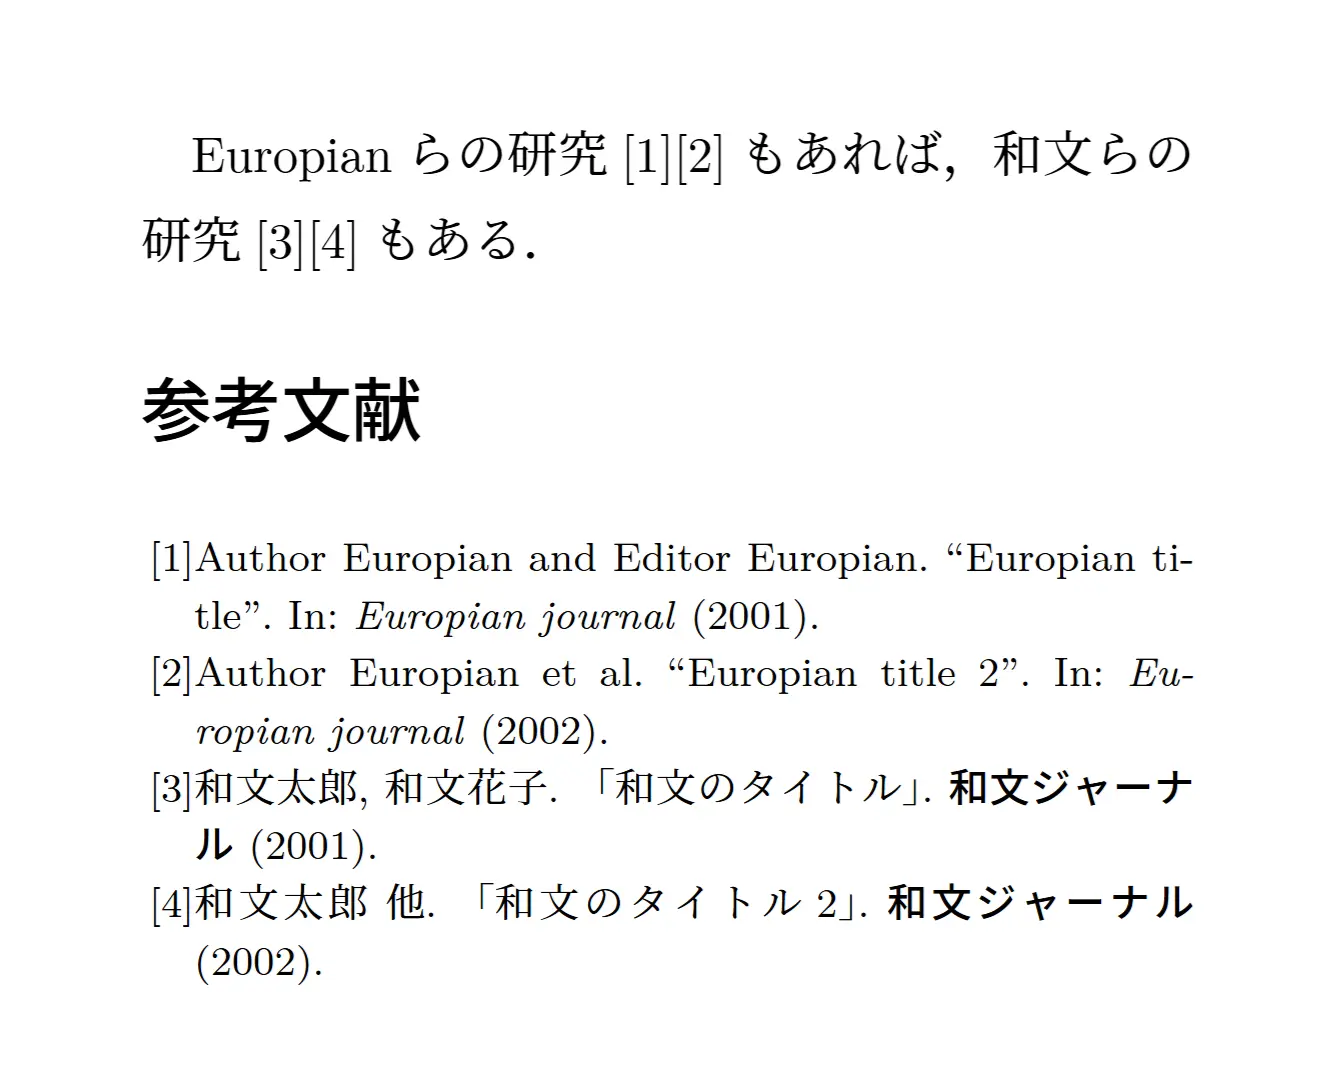 Europian らの研究 [1][2] もあれば，和文らの
研究 [3][4] もある．
参考文献
[1]Author Europian and Editor Europian. “Europian ti-
tle”. In: Europian journal (2001).
[2]Author Europian et al. “Europian title 2”. In: Eu-
ropian journal (2002).
[3]和文太郎, 和文花子. 「和文のタイトル」. 和文ジャーナ
ル (2001).
[4]和文太郎 他. 「和文のタイトル 2」. 和文ジャーナル
(2002).